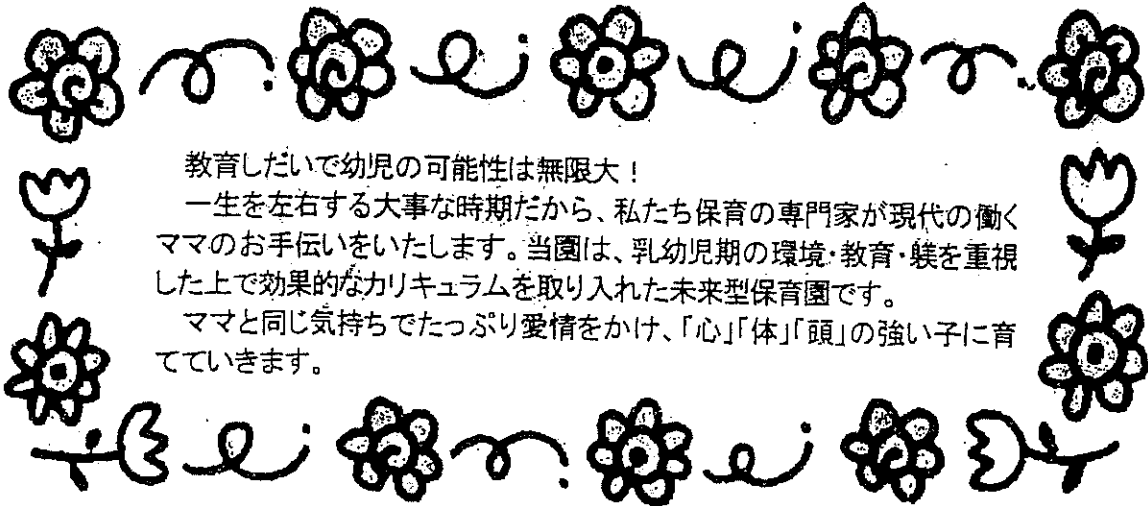 教育しだいで幼児の可能性は無限大！
一生を左右する大事な時期だから、私たち保育の専門家が現代の働く
ママのお手伝いをいたします。当園は、乳幼児期の環境・教育・躾を重視
した上で効果的なカリキュラムを取り入れた未来型保育園です。
ママと同じ気持ちでたっぷり愛情をかけ、「心」「体」「頭」の強い子に育
てていきます。